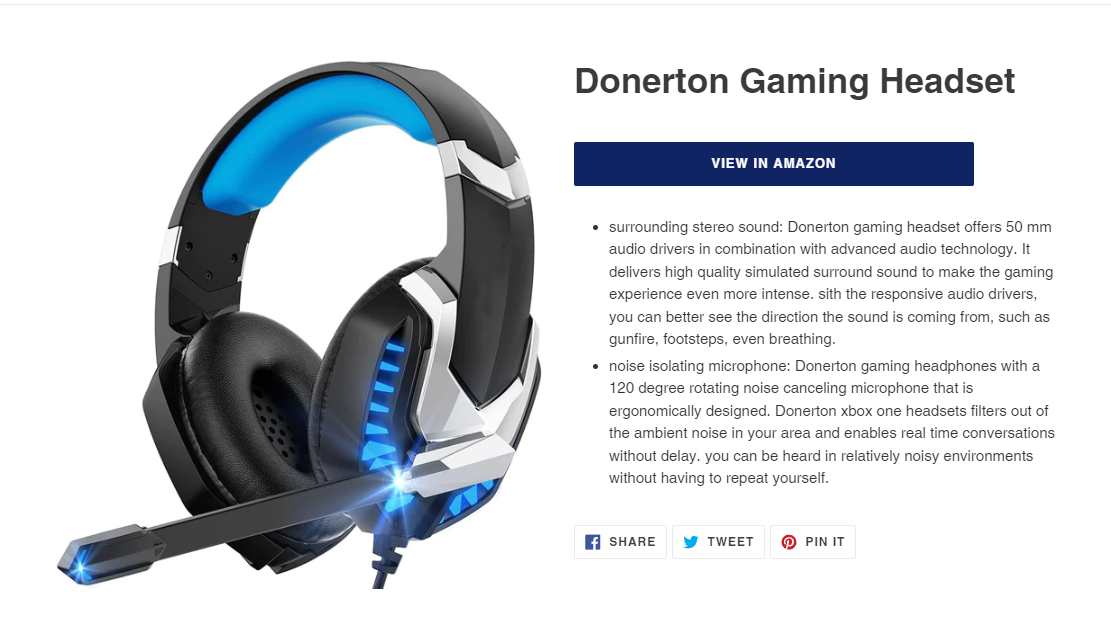 Donerton Gaming Headset
VIEW IN AMAZON
surrounding stereo sound: Donerton gaming headset offers 50 mm
audio drivers in combination with advanced audio technology. It
delivers high quality simulated surround sound to make the gaming
experience even more intense. sith the responsive audio drivers,
you can better see the direction the sound is coming from, such as
gunfire, footsteps, even breathing.
noise isolating microphone: Donerton gaming headphones with a
120 degree rotating noise canceling microphone that is
ergonomically designed. Donerton xbox one headsets filters out of
the ambient noise in your area and enables real time conversations
without delay. you can be heard in relatively noisy environments
without having to repeat yourself.
SHARE TWEET PIN IT